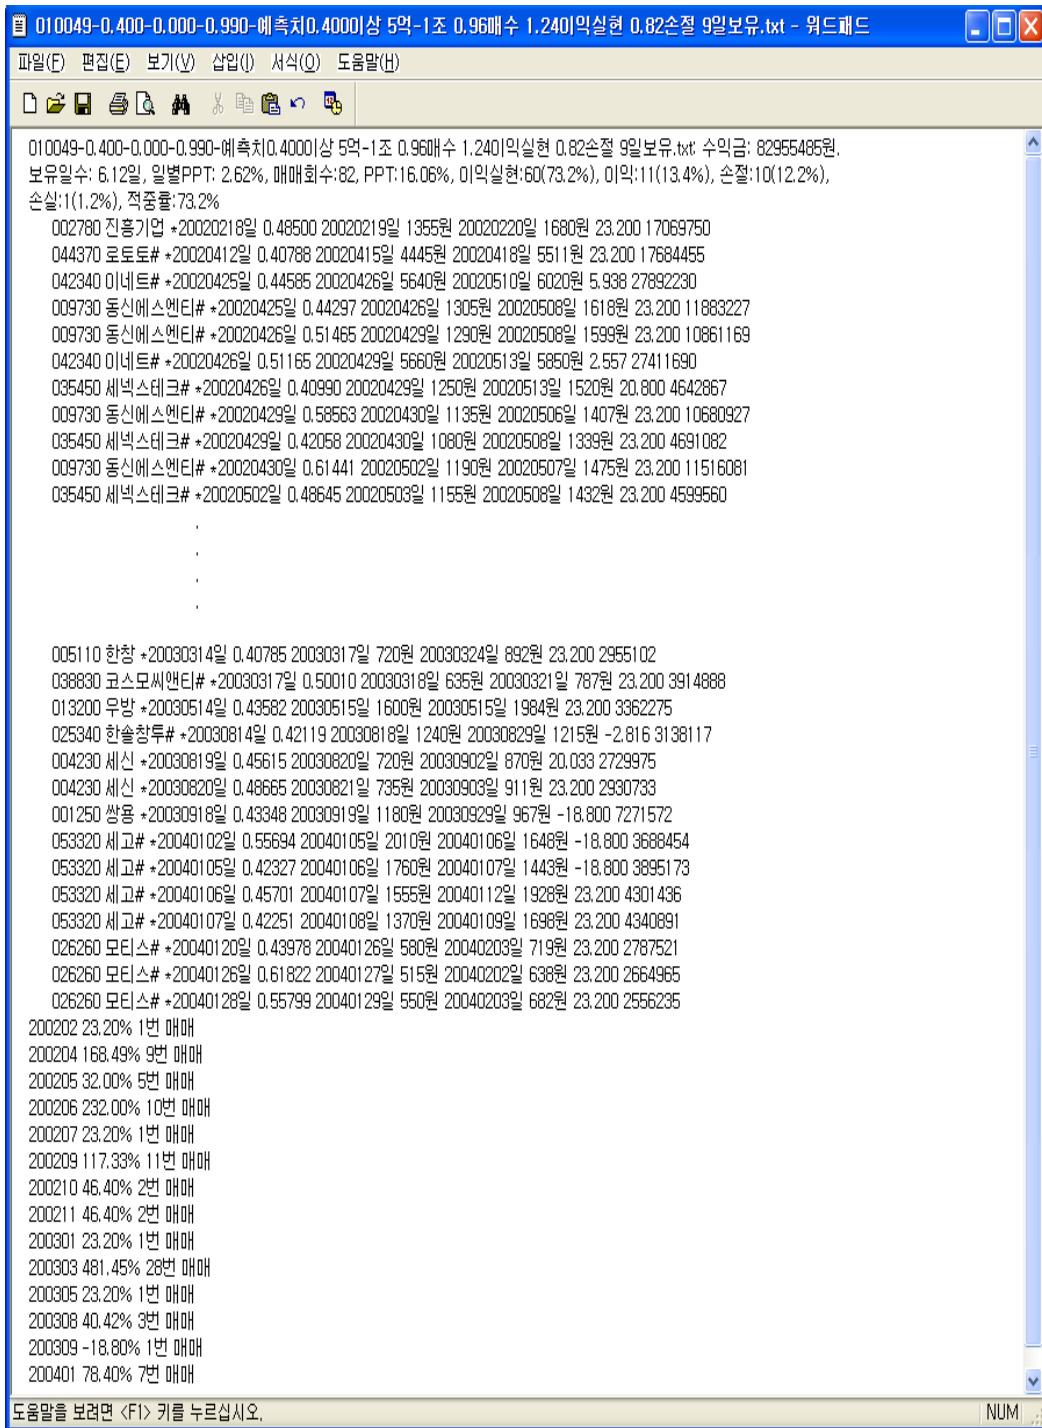 010049-0.400-0.000-0.990-예측치0.4000이상 5억-1조 0.96매수 1.240이익실현 0.82손절 9일보유.txt - 워드패드
파일(F) 편집(E) 보기(V) 삽입(I) 서식(O) 도움말(H)
010049-0.400-0.000-0.990-예측치0.4000이상 5억-1조 0.96매수 1.240이익실현 0.82손절 9일보유.txt: 수익금: 82955485원,
보유일수: 6.12일, 일별PPT: 2.62%, 매매회수:82, PPT:16.06%, 이익실현:60(73.2%), 이익:11(13.4%), 손절:10(12.2%),
손실:1(1.2%), 적중률:73.2%
002780 진흥기업 *20020218일 0.48500 20020219일 1355원 20020220일 1680원 23.200 17069750
044370 로토토# *20020412일 0.40788 20020415일 4445원 20020418일 5511원 23.200 17684455
042340 이네트# *20020425일 0.44585 20020426일 5640원 20020510일 6020원 5.938 27892230
009730 동신에스엔티# *20020425일 0.44297 20020426일 1305원 20020508일 1618원 23.200 11883227
009730 동신에스엔티# *20020426일 0.51465 20020429일 1290원 20020508일 1599원 23.200 10861169
042340 이네트# *20020426일 0.51165 20020429일 5660원 20020513일 5850원 2.557 27411690
035450 세넥스테크# *20020426일 0.40990 20020429일 1250원 20020513일 1520원 20.800 4642867
009730 동신에스엔티# *20020429일 0.58563 20020430일 1135원 20020506일 1407원 23.200 10680927
035450 세넥스테크# *20020429일 0.42058 20020430일 1080원 20020508일 1339원 23.200 4691082
009730 동신에스엔티# *20020430일 0.61441 20020502일 1190원 20020507일 1475원 23.200 11516081
035450 세넥스테크# *20020502일 0.48645 20020503일 1155원 20020508일 1432원 23.200 4599560
.
.
.
.
005110 한창 *20030314일 0.40785 20030317일 720원 20030324일 892원 23.200 2955102
038830 코스모씨앤티# *20030317일 0.50010 20030318일 635원 20030321일 787원 23.200 3914888
013200 우방 *20030514일 0.43582 20030515일 1600원 20030515일 1984원 23.200 3362275
025340 한솔창투# *20030814일 0.42119 20030818일 1240원 20030829일 1215원 -2.816 3138117
004230 세신 *20030819일 0.45615 20030820일 720원 20030902일 870원 20.033 2729975
004230 세신 *20030820일 0.48665 20030821일 735원 20030903일 911원 23.200 2930733
001250 쌍용 *20030918일 0.43348 20030919일 1180원 20030929일 967원 -18.800 7271572
053320 세고# *20040102일 0.55694 20040105일 2010원 20040106일 1648원 -18.800 3688454
053320 세고# *20040105일 0.42327 20040106일 1760원 20040107일 1443원 -18.800 3895173
053320 세고# *20040106일 0.45701 20040107일 1555원 20040112일 1928원 23.200 4301436
053320 세고# *20040107일 0.42251 20040108일 1370원 20040109일 1698원 23.200 4340891
026260 모티스# *20040120일 0.43978 20040126일 580원 20040203일 719원 23.200 2787521
026260 모티스# *20040126일 0.61822 20040127일 515원 20040202일 638원 23.200 2664965
026260 모티스# *20040128일 0.55799 20040129일 550원 20040203일 682원 23.200 2556235
200202 23.20% 1번 매매
200204 168.49% 9번 매매
200205 32.00% 5번 매매
200206 232.00% 10번 매매
200207 23.20% 1번 매매
200209 117.33% 11번 매매
200210 46.40% 2번 매매
200211 46.40% 2번 매매
200301 23.20% 1번 매매
200303 481.45% 28번 매매
200305 23.20% 1번 매매
200308 40.42% 3번 매매
200309 -18.80% 1번 매매
200401 78.40% 7번 매매
도움말을 보려면 <F1> 키를 누르십시오.
NUM